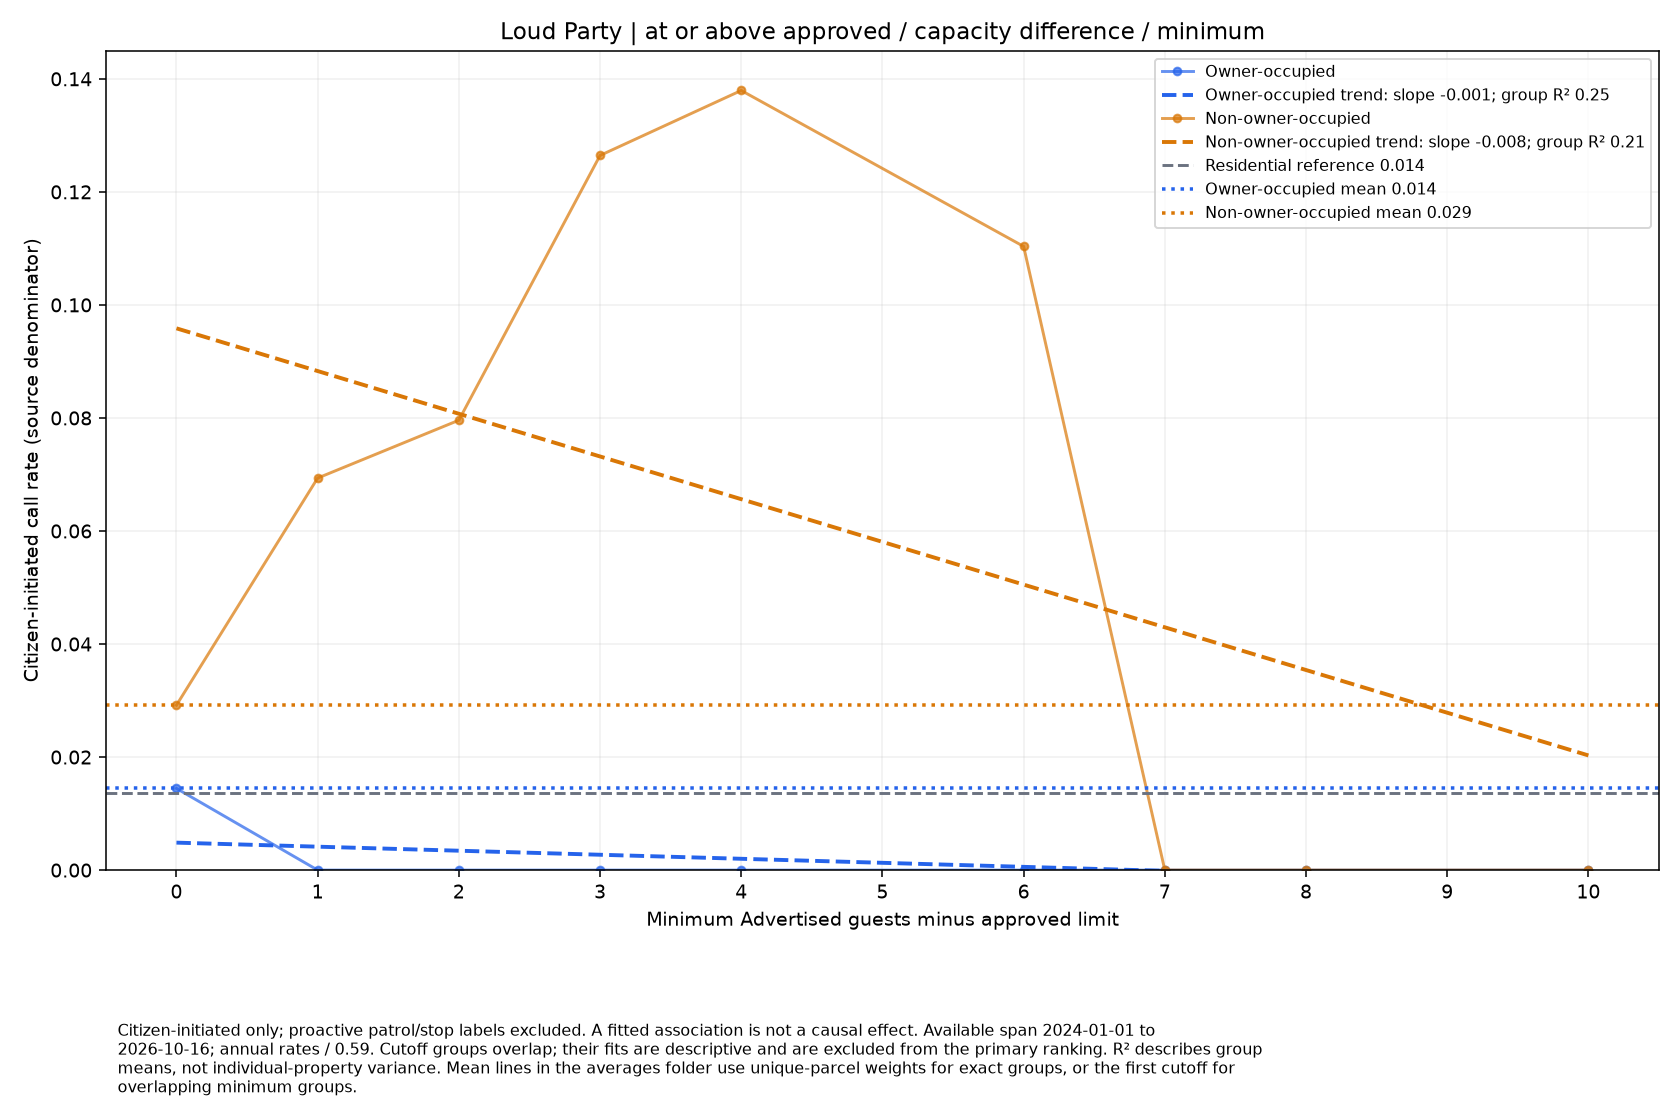 Loud Party | at or above approved / capacity difference / minimum
Owner-occupied
Owner-occupied trend: slope -0.001; group R² 0.25
Non-owner-occupied
Non-owner-occupied trend: slope -0.008; group R² 0.21
Residential reference 0.014
Owner-occupied mean 0.014
Non-owner-occupied mean 0.029
Citizen-initiated call rate (source denominator)
0.14
0.12
0.10
0.08
0.06
0.04
0.02
0.00
0 1 2 3 4 5 6 7 8 9 10
Minimum Advertised guests minus approved limit
Citizen-initiated only; proactive patrol/stop labels excluded. A fitted association is not a causal effect. Available span 2024-01-01 to
2026-10-16; annual rates / 0.59. Cutoff groups overlap; their fits are descriptive and are excluded from the primary ranking. R² describes group
means, not individual-property variance. Mean lines in the averages folder use unique-parcel weights for exact groups, or the first cutoff for
overlapping minimum groups.